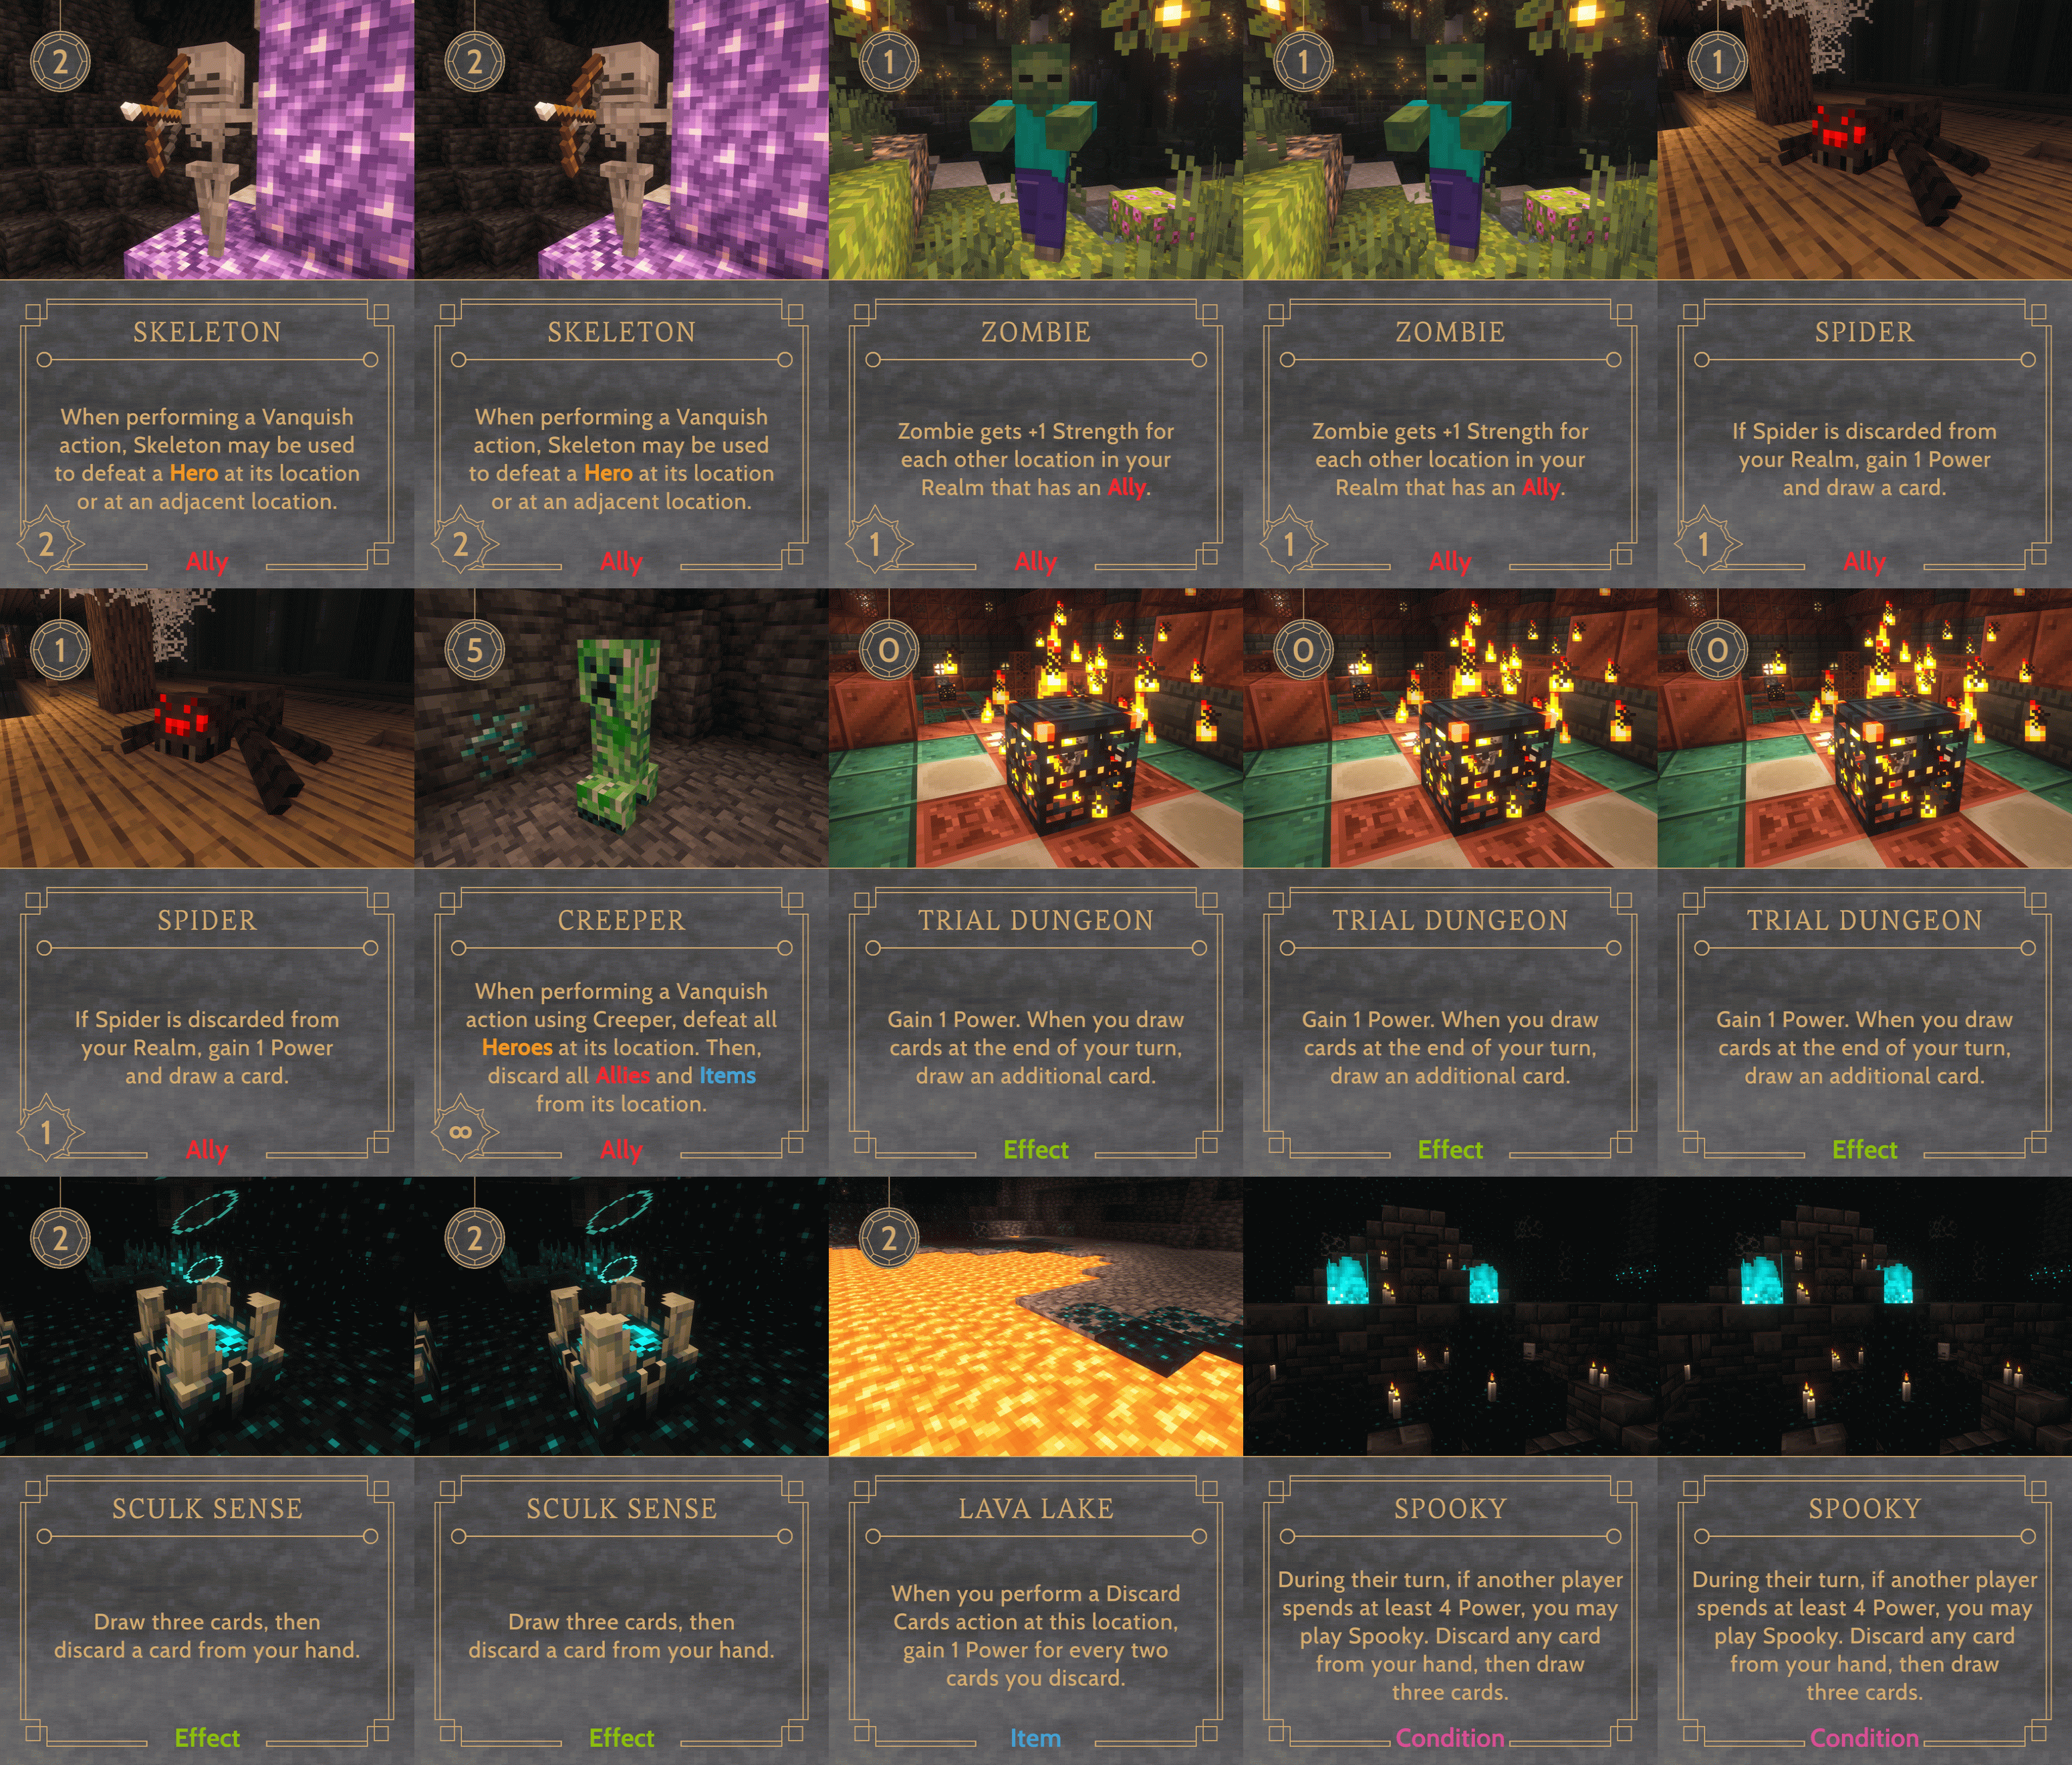 2
SKELETON
When performing a Vanquish
action, Skeleton may be used
to defeat a Hero at its location
or at an adjacent location.
2
Ally
2
SKELETON
When performing a Vanquish
action, Skeleton may be used
to defeat a Hero at its location
or at an adjacent location.
2
Ally
1
ZOMBIE
Zombie gets +1 Strength for
each other location in your
Realm that has an Ally.
1
Ally
1
ZOMBIE
Zombie gets +1 Strength for
each other location in your
Realm that has an Ally.
1
Ally
1
SPIDER
If Spider is discarded from
your Realm, gain 1 Power
and draw a card.
1
Ally
1
SPIDER
If Spider is discarded from
your Realm, gain 1 Power
and draw a card.
1
Ally
5
CREEPER
When performing a Vanquish
action using Creeper, defeat all
Heroes at its location. Then,
discard all Allies and Items
from its location.
∞
Ally
0
TRIAL DUNGEON
Gain 1 Power. When you draw
cards at the end of your turn,
draw an additional card.
Effect
0
TRIAL DUNGEON
Gain 1 Power. When you draw
cards at the end of your turn,
draw an additional card.
Effect
0
TRIAL DUNGEON
Gain 1 Power. When you draw
cards at the end of your turn,
draw an additional card.
Effect
2
SCULK SENSE
Draw three cards, then
discard a card from your hand.
Effect
2
SCULK SENSE
Draw three cards, then
discard a card from your hand.
Effect
2
LAVA LAKE
When you perform a Discard
Cards action at this location,
gain 1 Power for every two
cards you discard.
Item
SPOOKY
During their turn, if another player
spends at least 4 Power, you may
play Spooky. Discard any card
from your hand, then draw
three cards.
Condition
SPOOKY
During their turn, if another player
spends at least 4 Power, you may
play Spooky. Discard any card
from your hand, then draw
three cards.
Condition